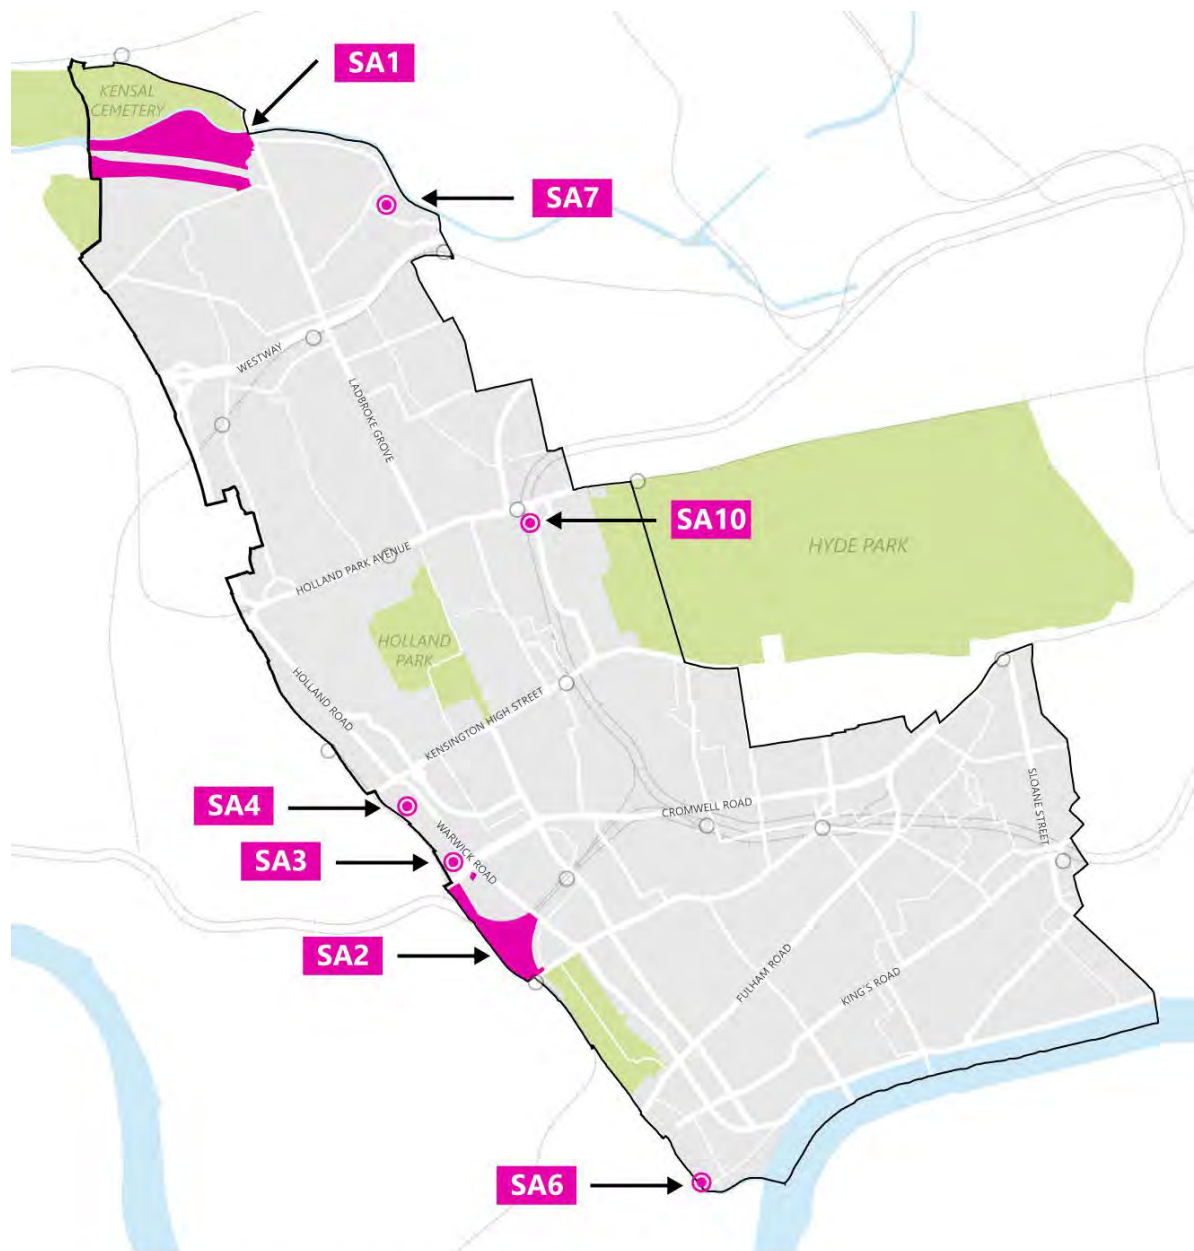 SA1
KENSAL
CEMETERY
SA7
WESTWAY
LADBROKE GROVE
SA10
HYDE PARK
HOLLAND PARK AVENUE
HOLLAND
PARK
HOLLAND ROAD
KENSINGTON HIGH STREET
SLOANE STREET
SA4
CROMWELL ROAD
WARWICK ROAD
SA3
SA2
FULHAM ROAD
KING'S ROAD
SA6